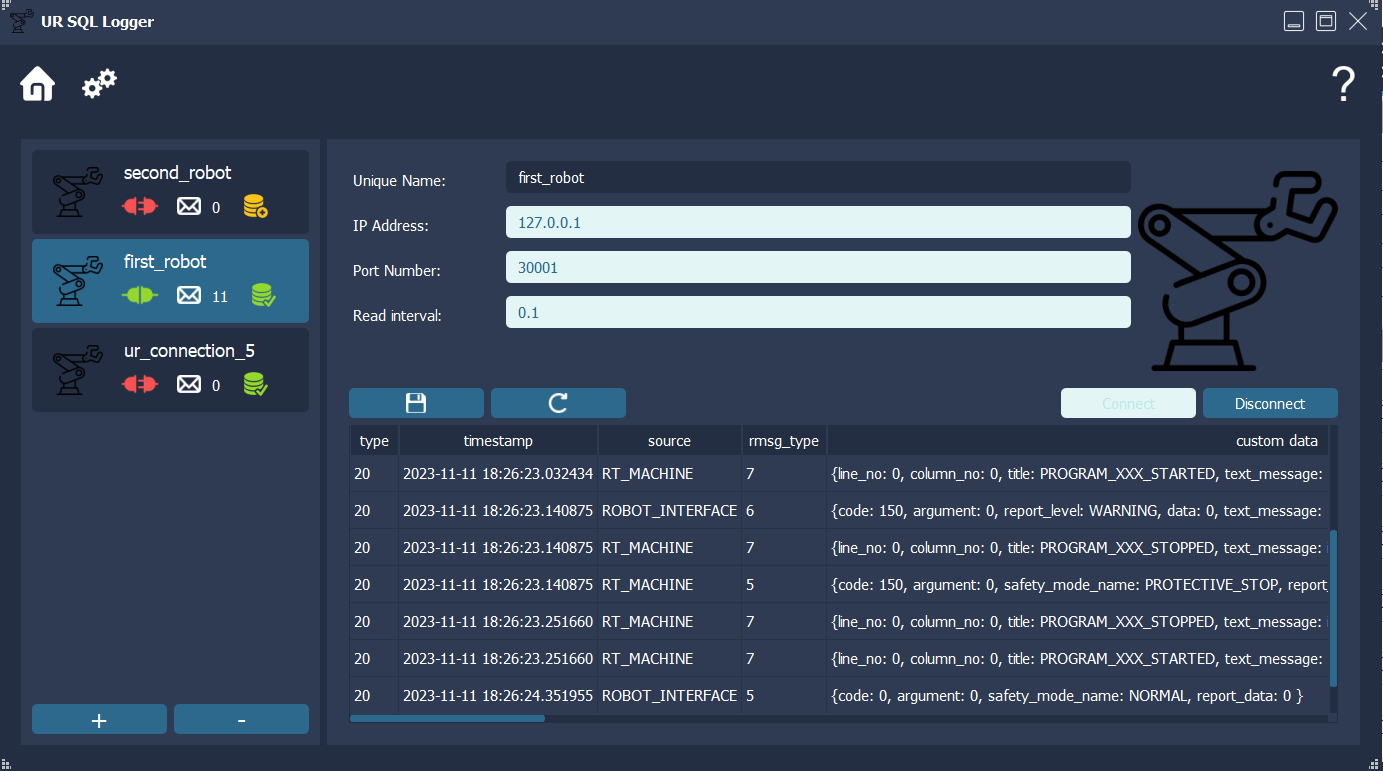 UR SQL Logger
?
second_robot
0
first_robot
11
ur_connection_5
0
+ -
Unique Name: first_robot
IP Address: 127.0.0.1
Port Number: 30001
Read interval: 0.1
Connect Disconnect
type timestamp source rmsg_type custom data
20 2023-11-11 18:26:23.032434 RT_MACHINE 7 {line_no: 0, column_no: 0, title: PROGRAM_XXX_STARTED, text_message:
20 2023-11-11 18:26:23.140875 ROBOT_INTERFACE 6 {code: 150, argument: 0, report_level: WARNING, data: 0, text_message:
20 2023-11-11 18:26:23.140875 RT_MACHINE 7 {line_no: 0, column_no: 0, title: PROGRAM_XXX_STOPPED, text_message:
20 2023-11-11 18:26:23.140875 RT_MACHINE 5 {code: 150, argument: 0, safety_mode_name: PROTECTIVE_STOP, report_
20 2023-11-11 18:26:23.251660 RT_MACHINE 7 {line_no: 0, column_no: 0, title: PROGRAM_XXX_STOPPED, text_message:
20 2023-11-11 18:26:23.251660 RT_MACHINE 7 {line_no: 0, column_no: 0, title: PROGRAM_XXX_STARTED, text_message:
20 2023-11-11 18:26:24.351955 ROBOT_INTERFACE 5 {code: 0, argument: 0, safety_mode_name: NORMAL, report_data: 0 }